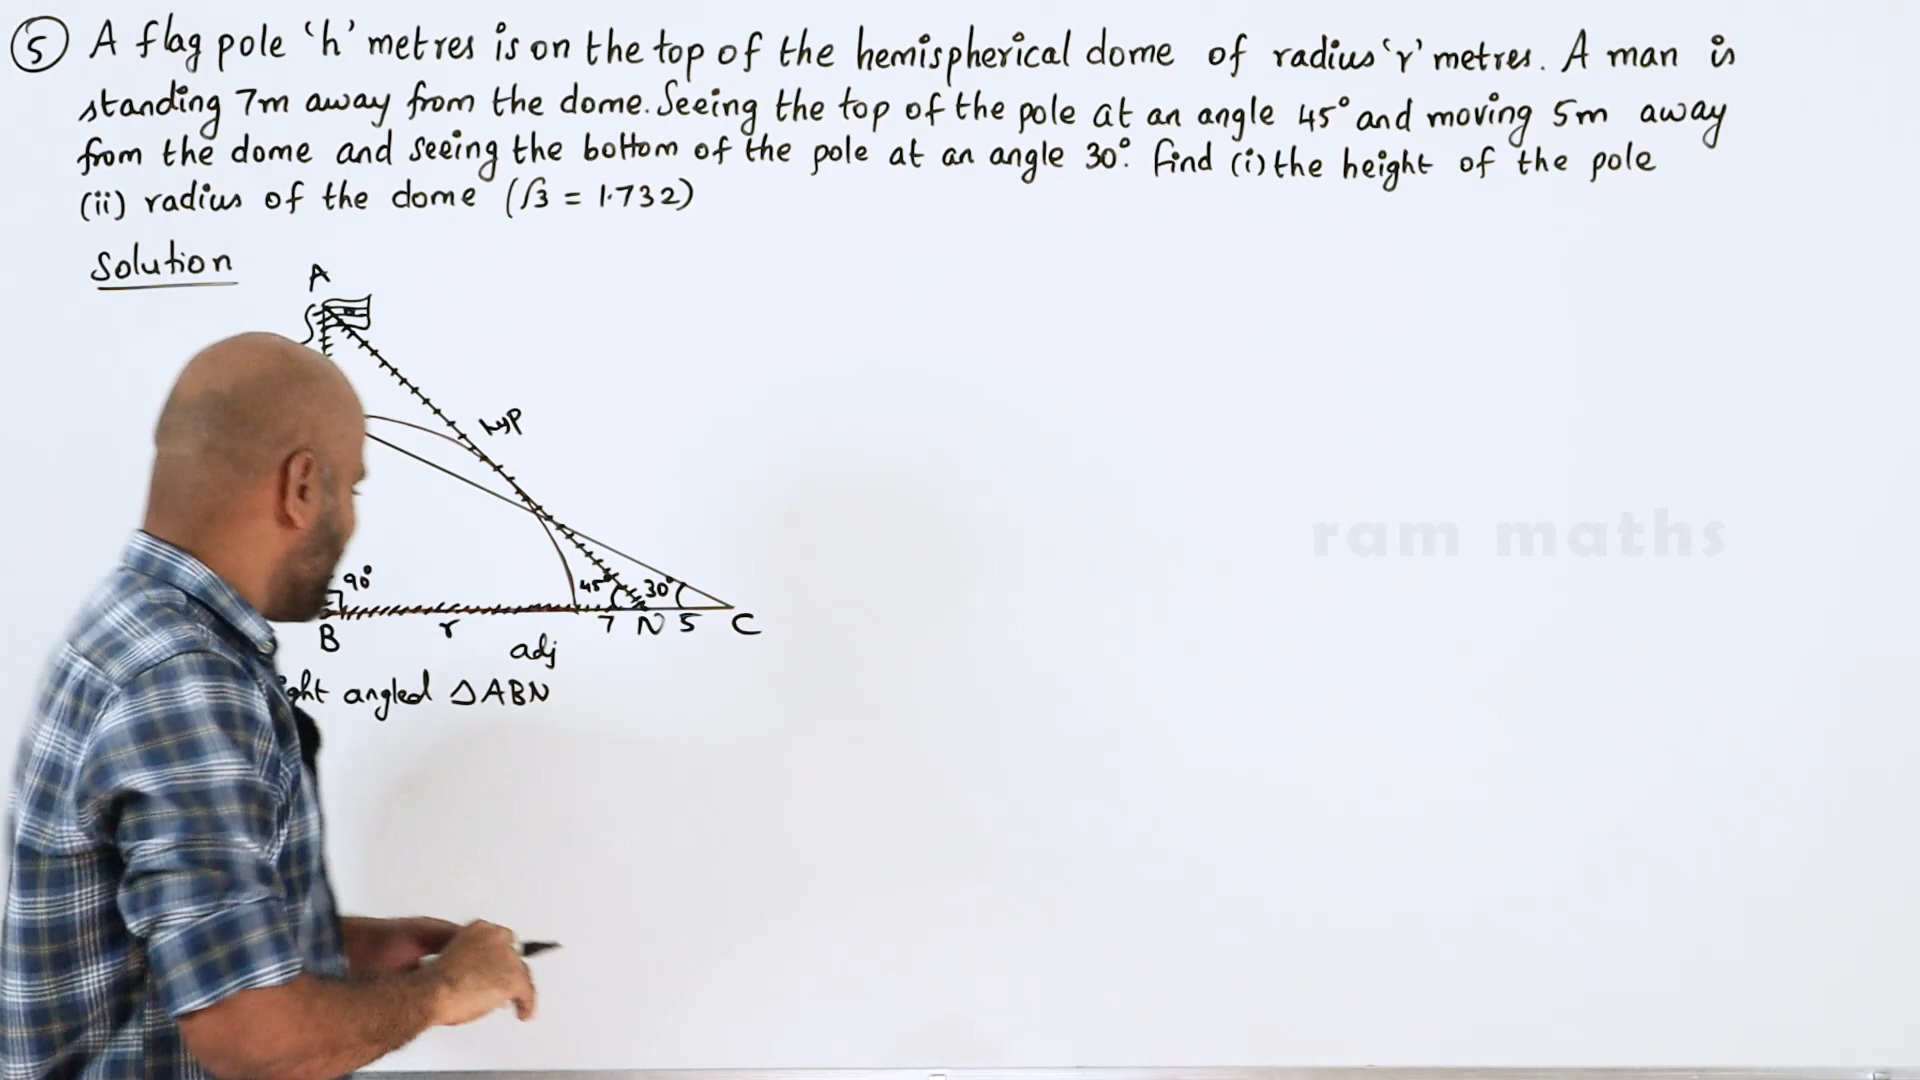 5 A flag pole 'h' metres is on the top of the hemispherical dome of radius 'r' metres. A man is
standing 7m away from the dome. Seeing the top of the pole at an angle 45° and moving 5m away
from the dome and seeing the bottom of the pole at an angle 30°. find (i) the height of the pole
(ii) radius of the dome (√3 = 1.732)
Solution
A
hyp
ram maths
90°
45°
30°
B
r
7
N
5
C
adj
ght angled △ABN